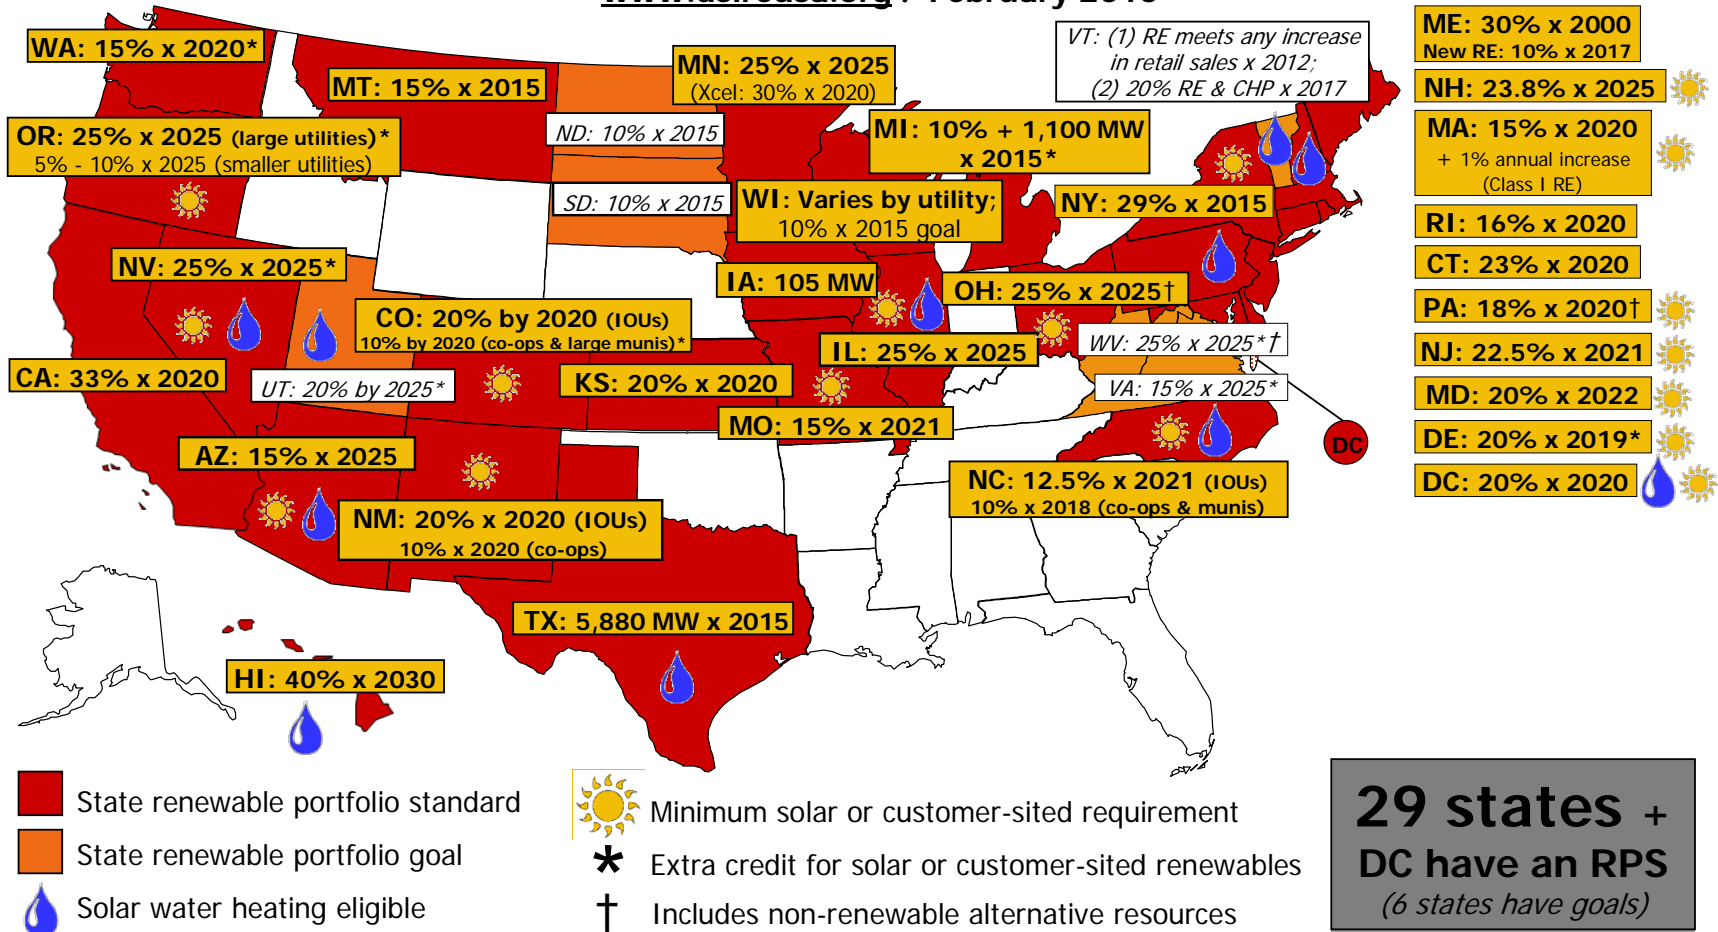 WA: 15% x 2020*
MT: 15% x 2015
MN: 25% x 2025
(Xcel: 30% x 2020)
VT: (1) RE meets any increase
in retail sales x 2012;
(2) 20% RE & CHP x 2017
ME: 30% x 2000
New RE: 10% x 2017
NH: 23.8% x 2025
OR: 25% x 2025 (large utilities)*
5% - 10% x 2025 (smaller utilities)
ND: 10% x 2015
MI: 10% + 1,100 MW
x 2015*
MA: 15% x 2020
+ 1% annual increase
(Class I RE)
SD: 10% x 2015
WI: Varies by utility;
10% x 2015 goal
NY: 29% x 2015
RI: 16% x 2020
CT: 23% x 2020
NV: 25% x 2025*
IA: 105 MW
OH: 25% x 2025†
PA: 18% x 2020†
CO: 20% by 2020 (IOUs)
10% by 2020 (co-ops & large munis)*
IL: 25% x 2025
WV: 25% x 2025*†
NJ: 22.5% x 2021
CA: 33% x 2020
UT: 20% by 2025*
KS: 20% x 2020
VA: 15% x 2025*
MD: 20% x 2022
MO: 15% x 2021
DC
DE: 20% x 2019*
AZ: 15% x 2025
NC: 12.5% x 2021 (IOUs)
10% x 2018 (co-ops & munis)
DC: 20% x 2020
NM: 20% x 2020 (IOUs)
10% x 2020 (co-ops)
TX: 5,880 MW x 2015
HI: 40% x 2030
State renewable portfolio standard
State renewable portfolio goal
Solar water heating eligible
Minimum solar or customer-sited requirement
* Extra credit for solar or customer-sited renewables
† Includes non-renewable alternative resources
29 states +
DC have an RPS
(6 states have goals)